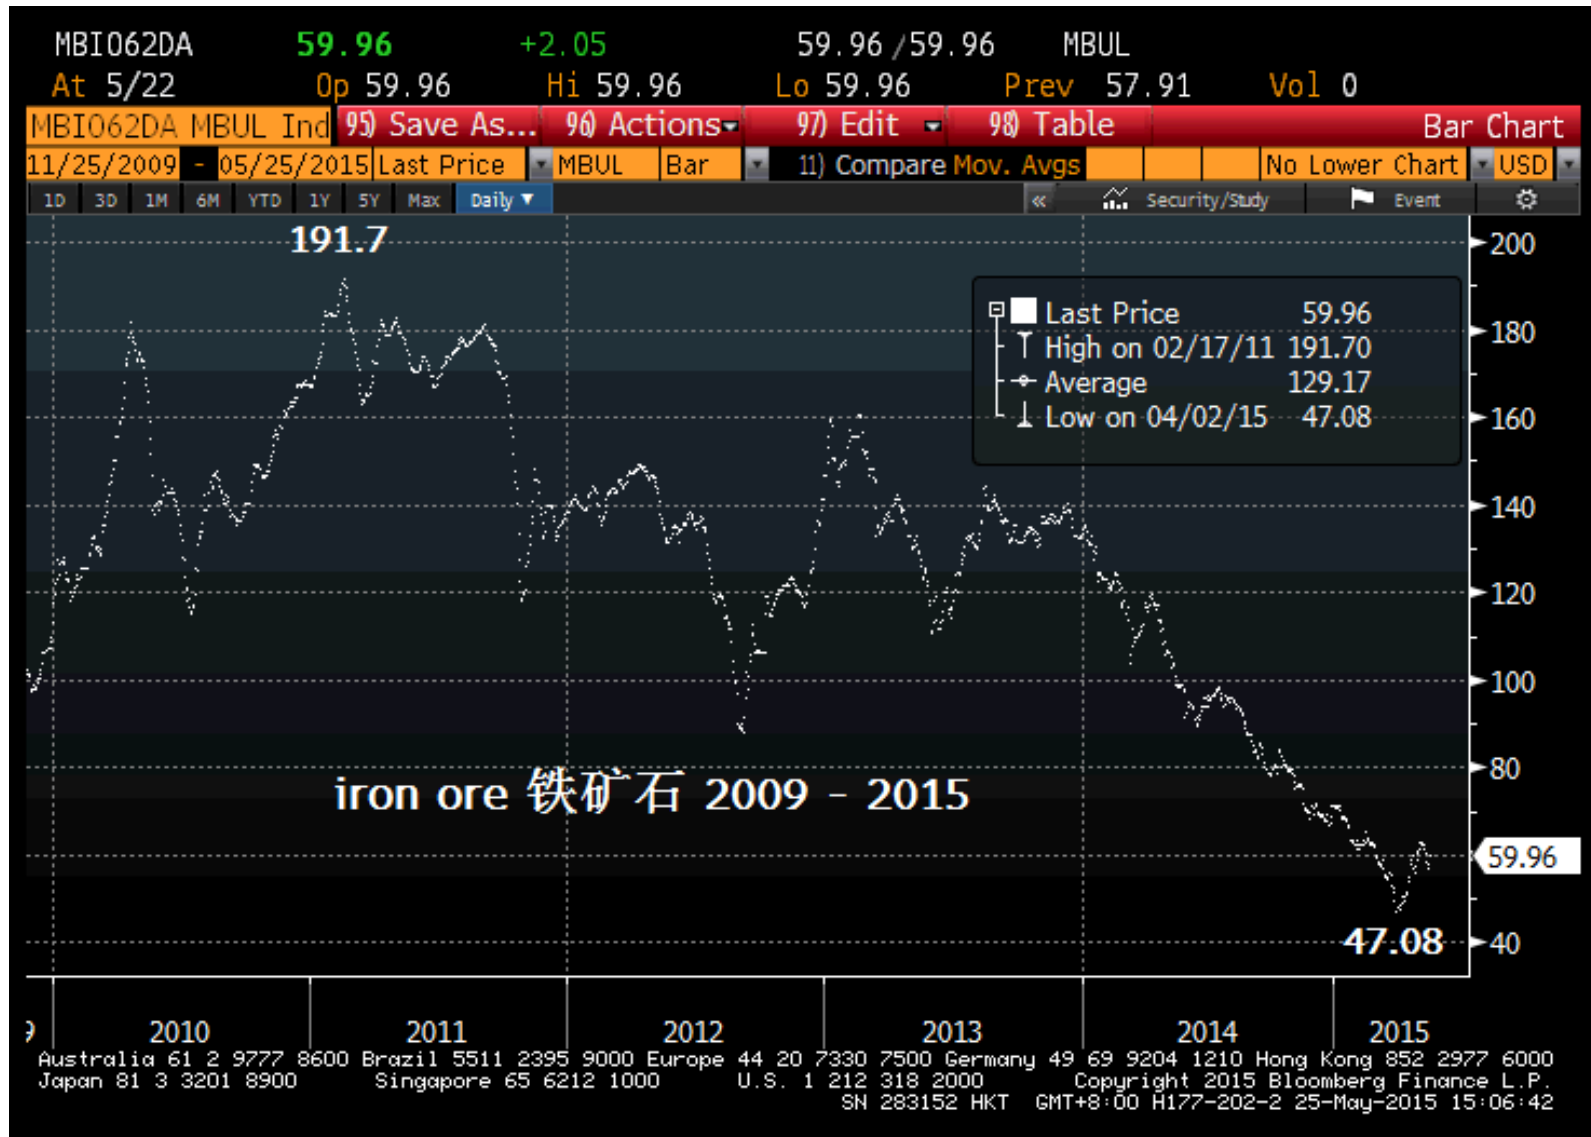 MBIO62DA 59.96 +2.05 59.96/59.96 MBUL
At 5/22 Op 59.96 Hi 59.96 Lo 59.96 Prev 57.91 Vol 0
MBIO62DA MBUL Ind 95) Save As... 96) Actions 97) Edit 98) Table Bar Chart
11/25/2009 - 05/25/2015 Last Price MBUL Bar 11) Compare Mov. Avgs No Lower Chart USD
1D 3D 1M 6M YTD 1Y 5Y Max Daily ▼ « Security/Study Event
191.7
200
Last Price 59.96
High on 02/17/11 191.70
Average 129.17
Low on 04/02/15 47.08
180
160
140
120
100
80
iron ore 铁矿石 2009 - 2015
59.96
47.08
40
9 2010 2011 2012 2013 2014 2015
Australia 61 2 9777 8600 Brazil 5511 2395 9000 Europe 44 20 7330 7500 Germany 49 69 9204 1210 Hong Kong 852 2977 6000
Japan 81 3 3201 8900 Singapore 65 6212 1000 U.S. 1 212 318 2000 Copyright 2015 Bloomberg Finance L.P.
SN 283152 HKT GMT+8:00 H177-202-2 25-May-2015 15:06:42